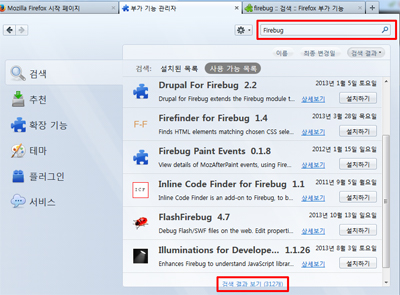 Mozilla Firefox 시작 페이지
부가 기능 관리자
firebug :: 검색 :: Firefox 부가 기능
Firebug
이름 최종 변경일 검색 결과
검색: 설치된 목록 사용 가능 목록
검색
추천
확장 기능
테마
플러그인
서비스
Drupal For Firebug 2.2 2013년 1월 5일 토요일
Drupal for Firebug extends the Firebug module t... 상세보기 설치하기
F-F
Firefinder for Firebug 1.4 2013년 3월 28일 목요일
Finds HTML elements matching chosen CSS selec... 상세보기 설치하기
Firebug Paint Events 0.1.8 2012년 1월 15일 일요일
View details of MozAfterPaint events, using Fire... 상세보기 설치하기
ICF
Inline Code Finder for Firebug 1.1 2011년 9월 5일 월요일
Inline Code Finder is an add-on to Firebug, to b... 상세보기 설치하기
FlashFirebug 4.7 2013년 10월 13일 일요일
Debug Flash/SWF files on the web. Edit properti... 상세보기 설치하기
Illuminations for Develope... 1.1.26 2013년 8월 3일 토요일
Enhances Firebug to understand JavaScript librar... 상세보기 설치하기
검색 결과 보기 (312개)